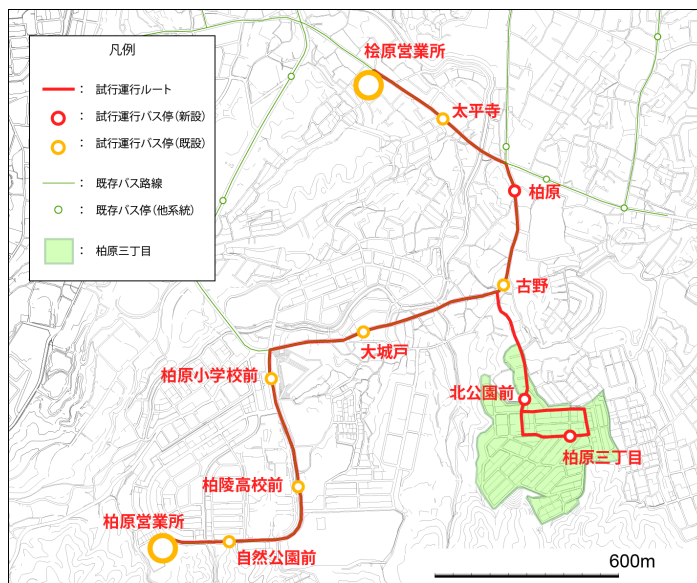 凡例
: 試行運行ルート
: 試行運行バス停(新設)
: 試行運行バス停(既設)
: 既存バス路線
: 既存バス停(他系統)
: 柏原三丁目
桧原営業所
太平寺
柏原
古野
大城戸
柏原小学校前
北公園前
柏原三丁目
柏陵高校前
柏原営業所
自然公園前
600m